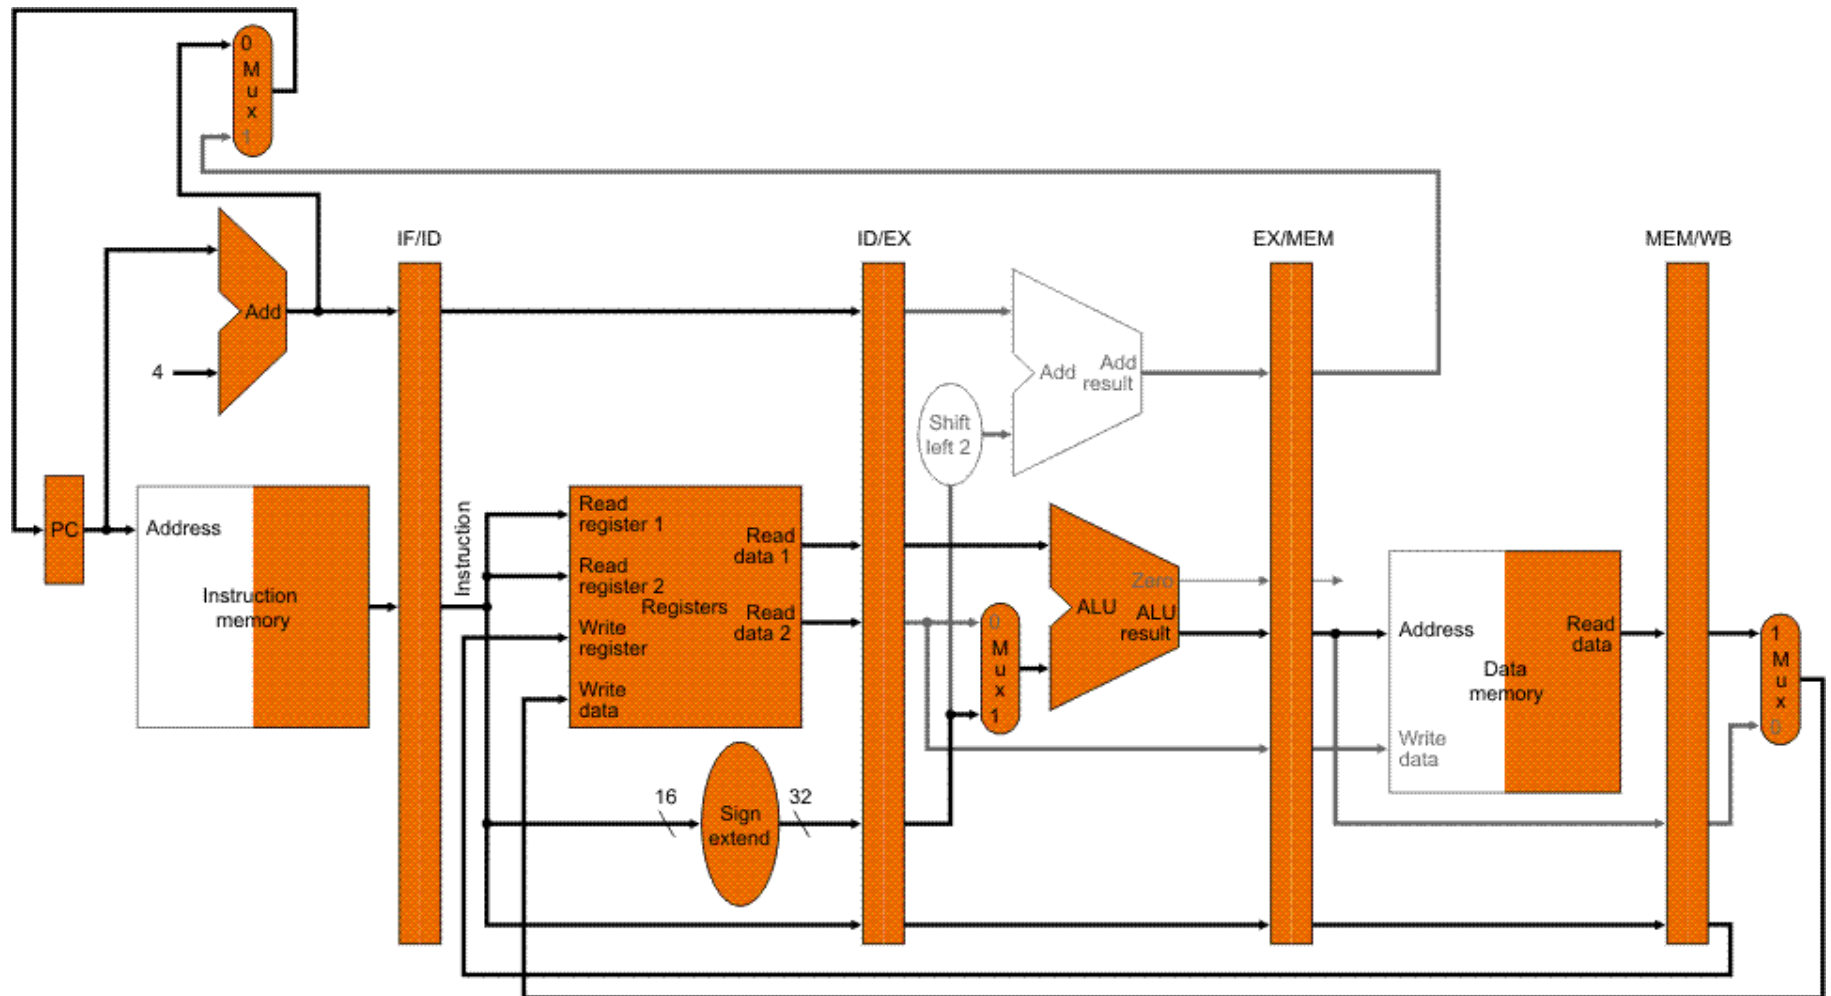 0
M
u
x
1
IF/ID
ID/EX
EX/MEM
MEM/WB
Add
4
Add
Add
result
Shift
left 2
PC
Address
Instruction
memory
Instruction
Read
register 1
Read
register 2
Registers
Write
register
Write
data
Read
data 1
Read
data 2
0
M
u
x
1
Zero
ALU
ALU
result
Address
Read
data
Data
memory
Write
data
1
M
u
x
0
16
Sign
extend
32